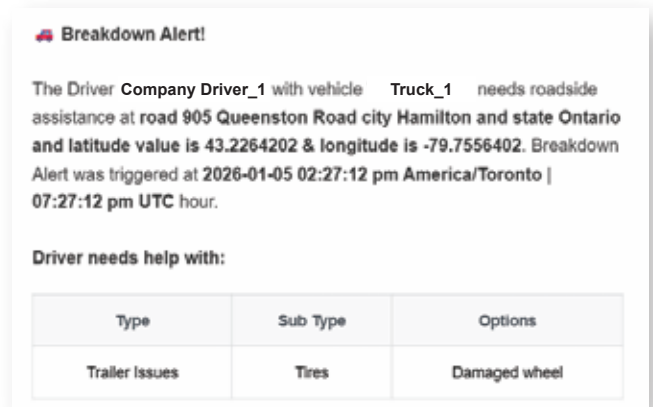 Breakdown Alert!
The Driver Company Driver_1 with vehicle Truck_1 needs roadside
assistance at road 905 Queenston Road city Hamilton and state Ontario
and latitude value is 43.2264202 & longitude is -79.7556402. Breakdown
Alert was triggered at 2026-01-05 02:27:12 pm America/Toronto |
07:27:12 pm UTC hour.
Driver needs help with:
Type Sub Type Options
Trailer Issues Tires Damaged wheel